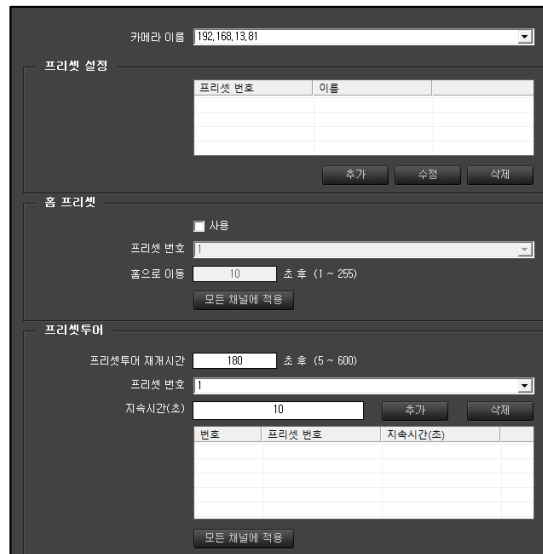 카메라 이름 192,168,13,81
프리셋 설정
프리셋 번호 이름
추가 수정 삭제
홈 프리셋
사용
프리셋 번호 1
홈으로 이동 10 초 후 (1 ~ 255)
모든 채널에 적용
프리셋투어
프리셋투어 재개시간 180 초 후 (5 ~ 600)
프리셋 번호 1
지속시간(초) 10 추가 삭제
번호 프리셋 번호 지속시간(초)
모든 채널에 적용